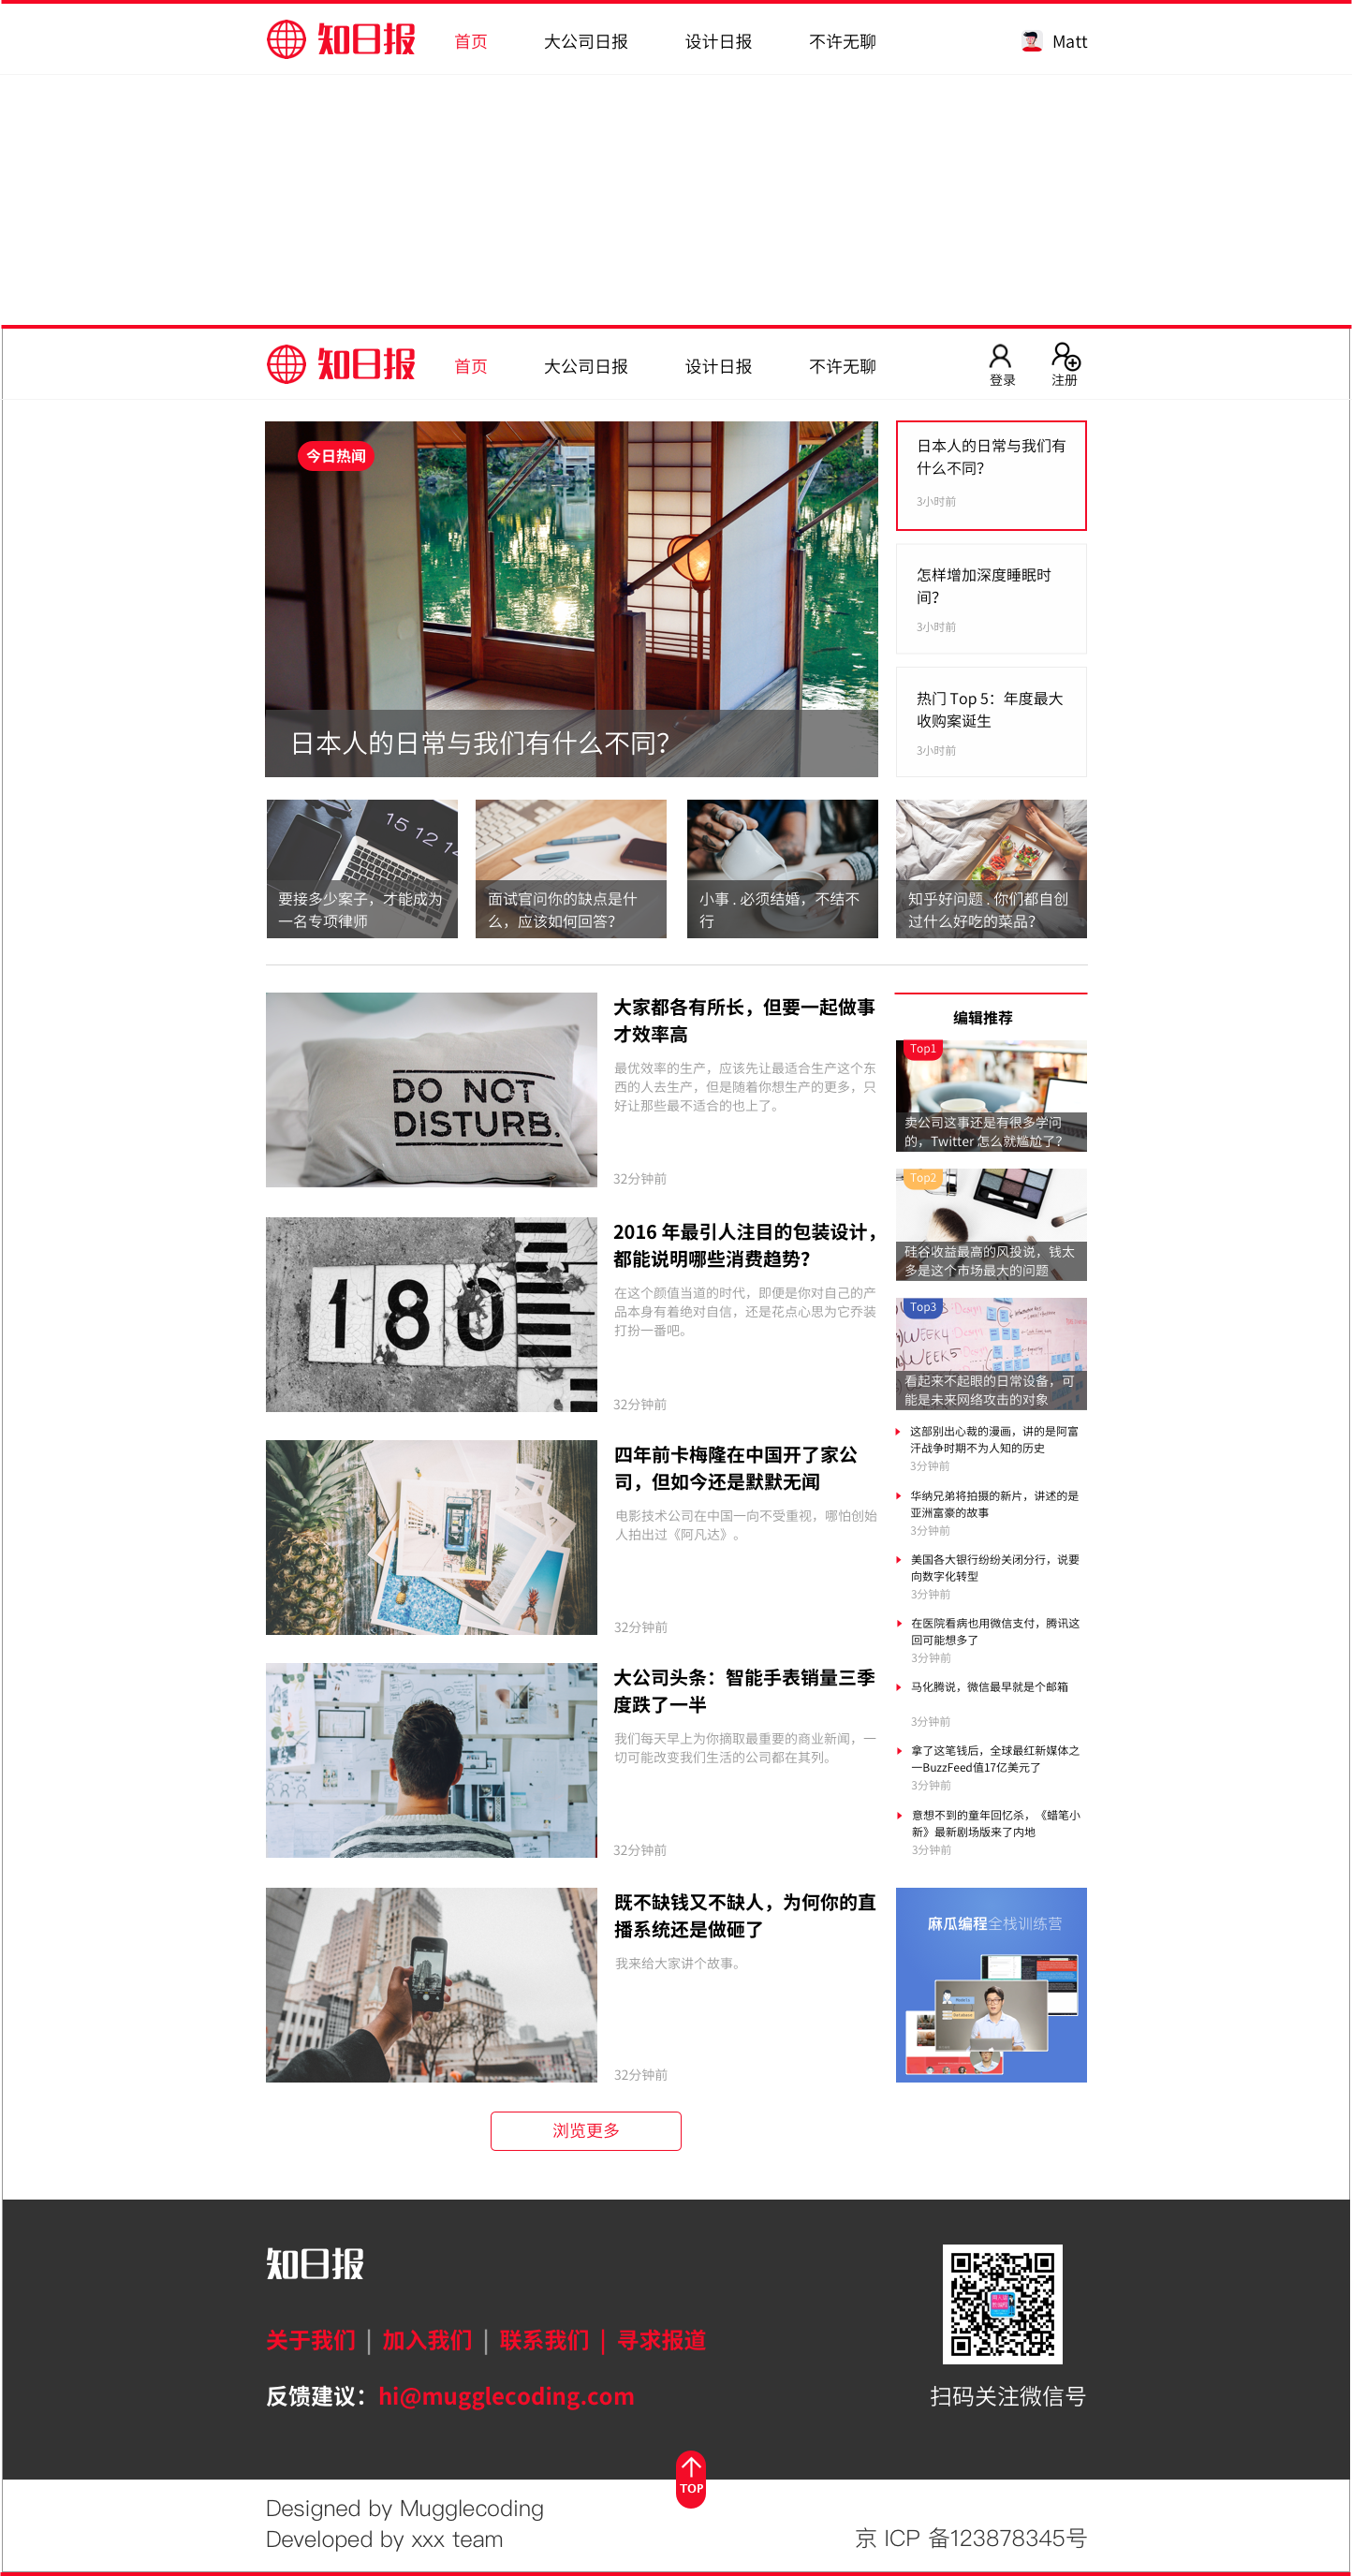 知日报
首页
大公司日报
设计日报
不许无聊
Matt
知日报
首页
大公司日报
设计日报
不许无聊
登录
注册
今日热闻
日本人的日常与我们有什么不同？
日本人的日常与我们有
什么不同？
3小时前
怎样增加深度睡眠时
间？
3小时前
热门 Top 5：年度最大
收购案诞生
3小时前
15 12 12
要接多少案子，才能成为
一名专项律师
面试官问你的缺点是什
么，应该如何回答？
小事 . 必须结婚，不结不
行
知乎好问题 . 你们都自创
过什么好吃的菜品？
DO NOT
DISTURB.
大家都各有所长，但要一起做事
才效率高
最优效率的生产，应该先让最适合生产这个东
西的人去生产，但是随着你想生产的更多，只
好让那些最不适合的也上了。
32分钟前
180
2016 年最引人注目的包装设计，
都能说明哪些消费趋势？
在这个颜值当道的时代，即便是你对自己的产
品本身有着绝对自信，还是花点心思为它乔装
打扮一番吧。
32分钟前
四年前卡梅隆在中国开了家公
司，但如今还是默默无闻
电影技术公司在中国一向不受重视，哪怕创始
人拍出过《阿凡达》。
32分钟前
大公司头条：智能手表销量三季
度跌了一半
我们每天早上为你摘取最重要的商业新闻，一
切可能改变我们生活的公司都在其列。
32分钟前
既不缺钱又不缺人，为何你的直
播系统还是做砸了
我来给大家讲个故事。
32分钟前
浏览更多
编辑推荐
Top1
卖公司这事还是有很多学问
的，Twitter 怎么就尴尬了？
Top2
硅谷收益最高的风投说，钱太
多是这个市场最大的问题
Top3
WEEK4
WEEK5
看起来不起眼的日常设备，可
能是未来网络攻击的对象
这部别出心裁的漫画，讲的是阿富
汗战争时期不为人知的历史
3分钟前
华纳兄弟将拍摄的新片，讲述的是
亚洲富豪的故事
3分钟前
美国各大银行纷纷关闭分行，说要
向数字化转型
3分钟前
在医院看病也用微信支付，腾讯这
回可能想多了
3分钟前
马化腾说，微信最早就是个邮箱
3分钟前
拿了这笔钱后，全球最红新媒体之
一BuzzFeed值17亿美元了
3分钟前
意想不到的童年回忆杀，《蜡笔小
新》最新剧场版来了内地
3分钟前
麻瓜编程全栈训练营
知日报
关于我们 | 加入我们 | 联系我们 | 寻求报道
反馈建议：hi@mugglecoding.com
扫码关注微信号
TOP
Designed by Mugglecoding
Developed by xxx team
京 ICP 备123878345号